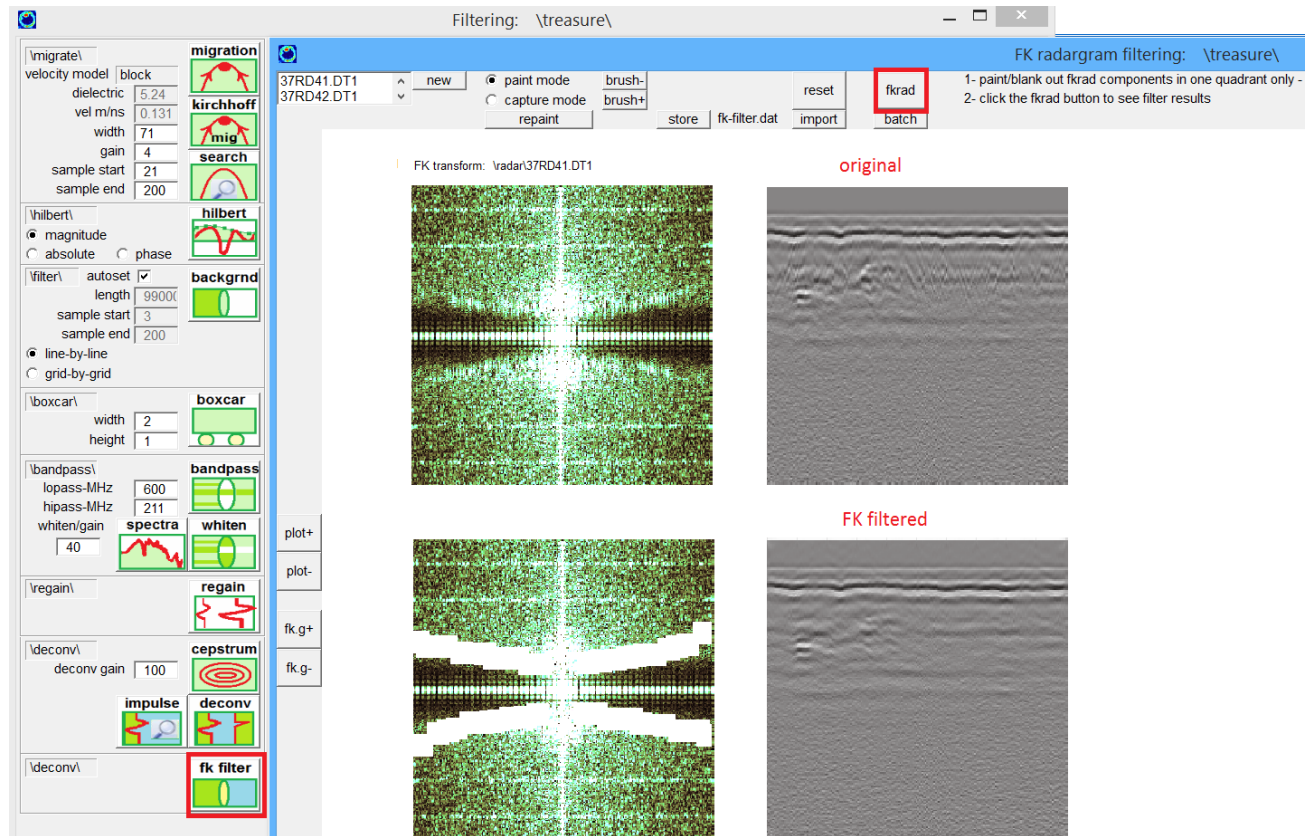 Filtering: \treasure\
\migrate\
migration
velocity model block
dielectric 5.24
vel m/ns 0.131
kirchhoff
width 71
mig
gain 4
search
sample start 21
sample end 200
\hilbert\
hilbert
magnitude
absolute phase
\filter\ autoset
backgrnd
length 99000
sample start 3
sample end 200
line-by-line
grid-by-grid
\boxcar\
boxcar
width 2
height 1
\bandpass\
bandpass
lopass-MHz 600
hipass-MHz 211
whiten/gain spectra whiten
40
\regain\
regain
\deconv\
cepstrum
deconv gain 100
impulse deconv
\deconv\
fk filter
FK radargram filtering: \treasure\
37RD41.DT1
37RD42.DT1
new
paint mode brush-
capture mode brush+
repaint
store fk-filter.dat
reset
import
fkrad
batch
1- paint/blank out fkrad components in one quadrant only -
2- click the fkrad button to see filter results
FK transform: \radar\37RD41.DT1
original
FK filtered
plot+
plot-
fk.g+
fk.g-